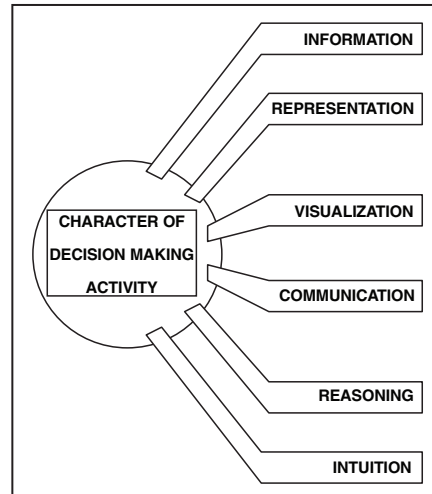 INFORMATION
REPRESENTATION
VISUALIZATION
CHARACTER OF
DECISION MAKING
ACTIVITY
COMMUNICATION
REASONING
INTUITION